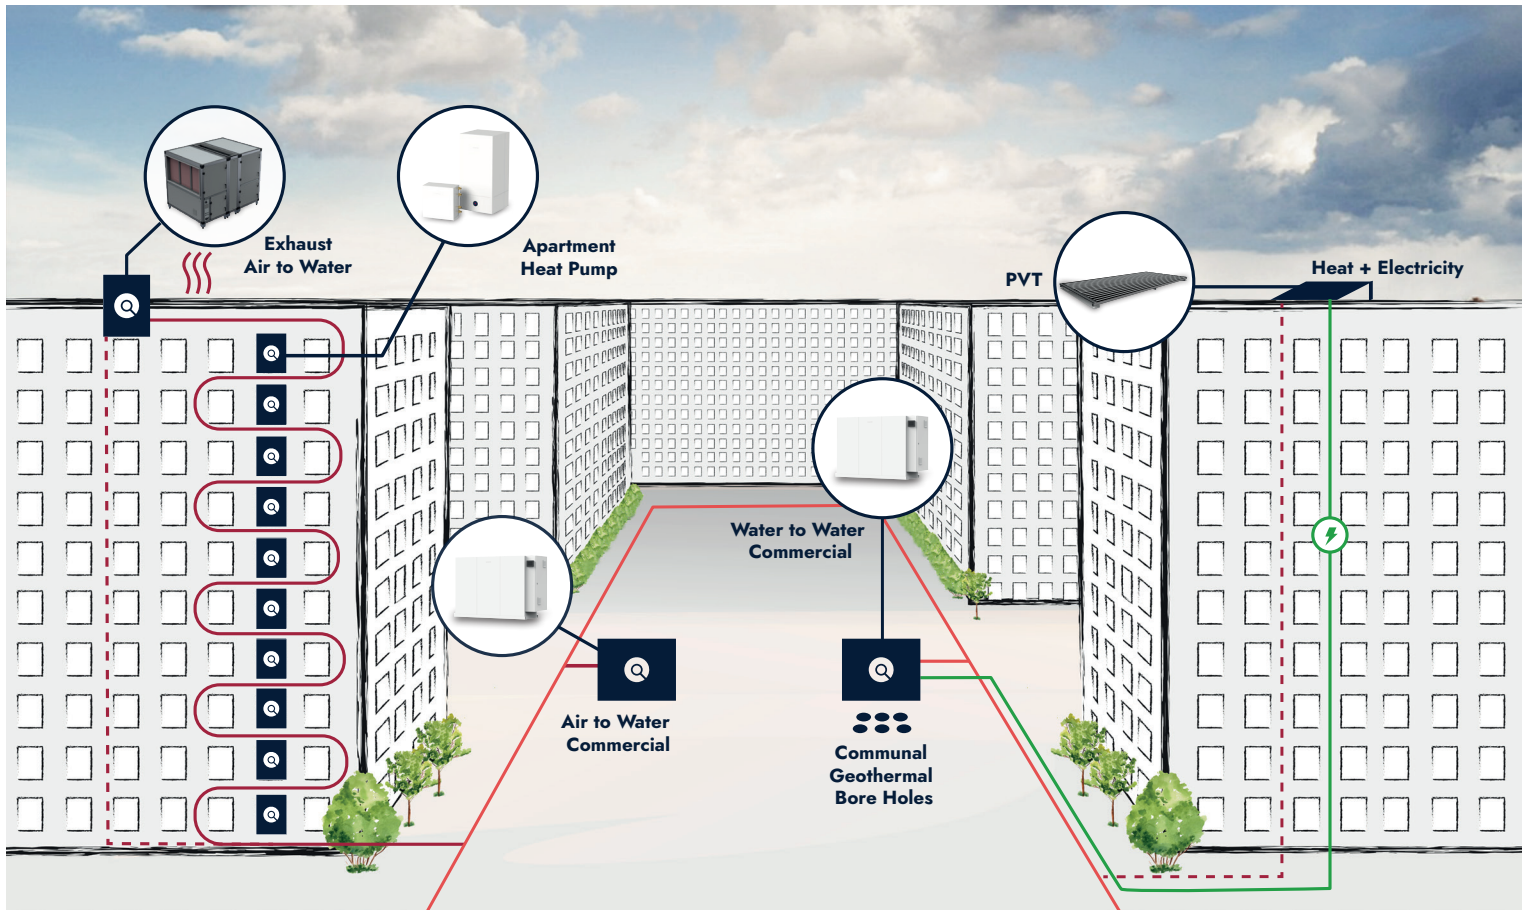 Exhaust
Air to Water
Apartment
Heat Pump
PVT
Heat + Electricity
Water to Water
Commercial
Air to Water
Commercial
Communal
Geothermal
Bore Holes